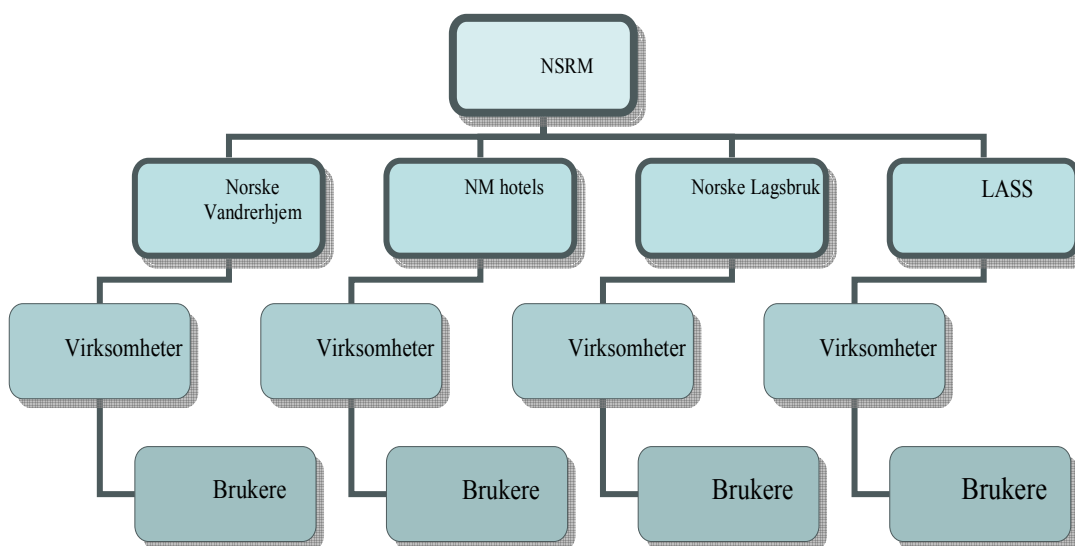 NSRM
Norske
Vandrerhjem
NM hotels
Norske Lagsbruk
LASS
Virksomheter
Virksomheter
Virksomheter
Virksomheter
Brukere
Brukere
Brukere
Brukere